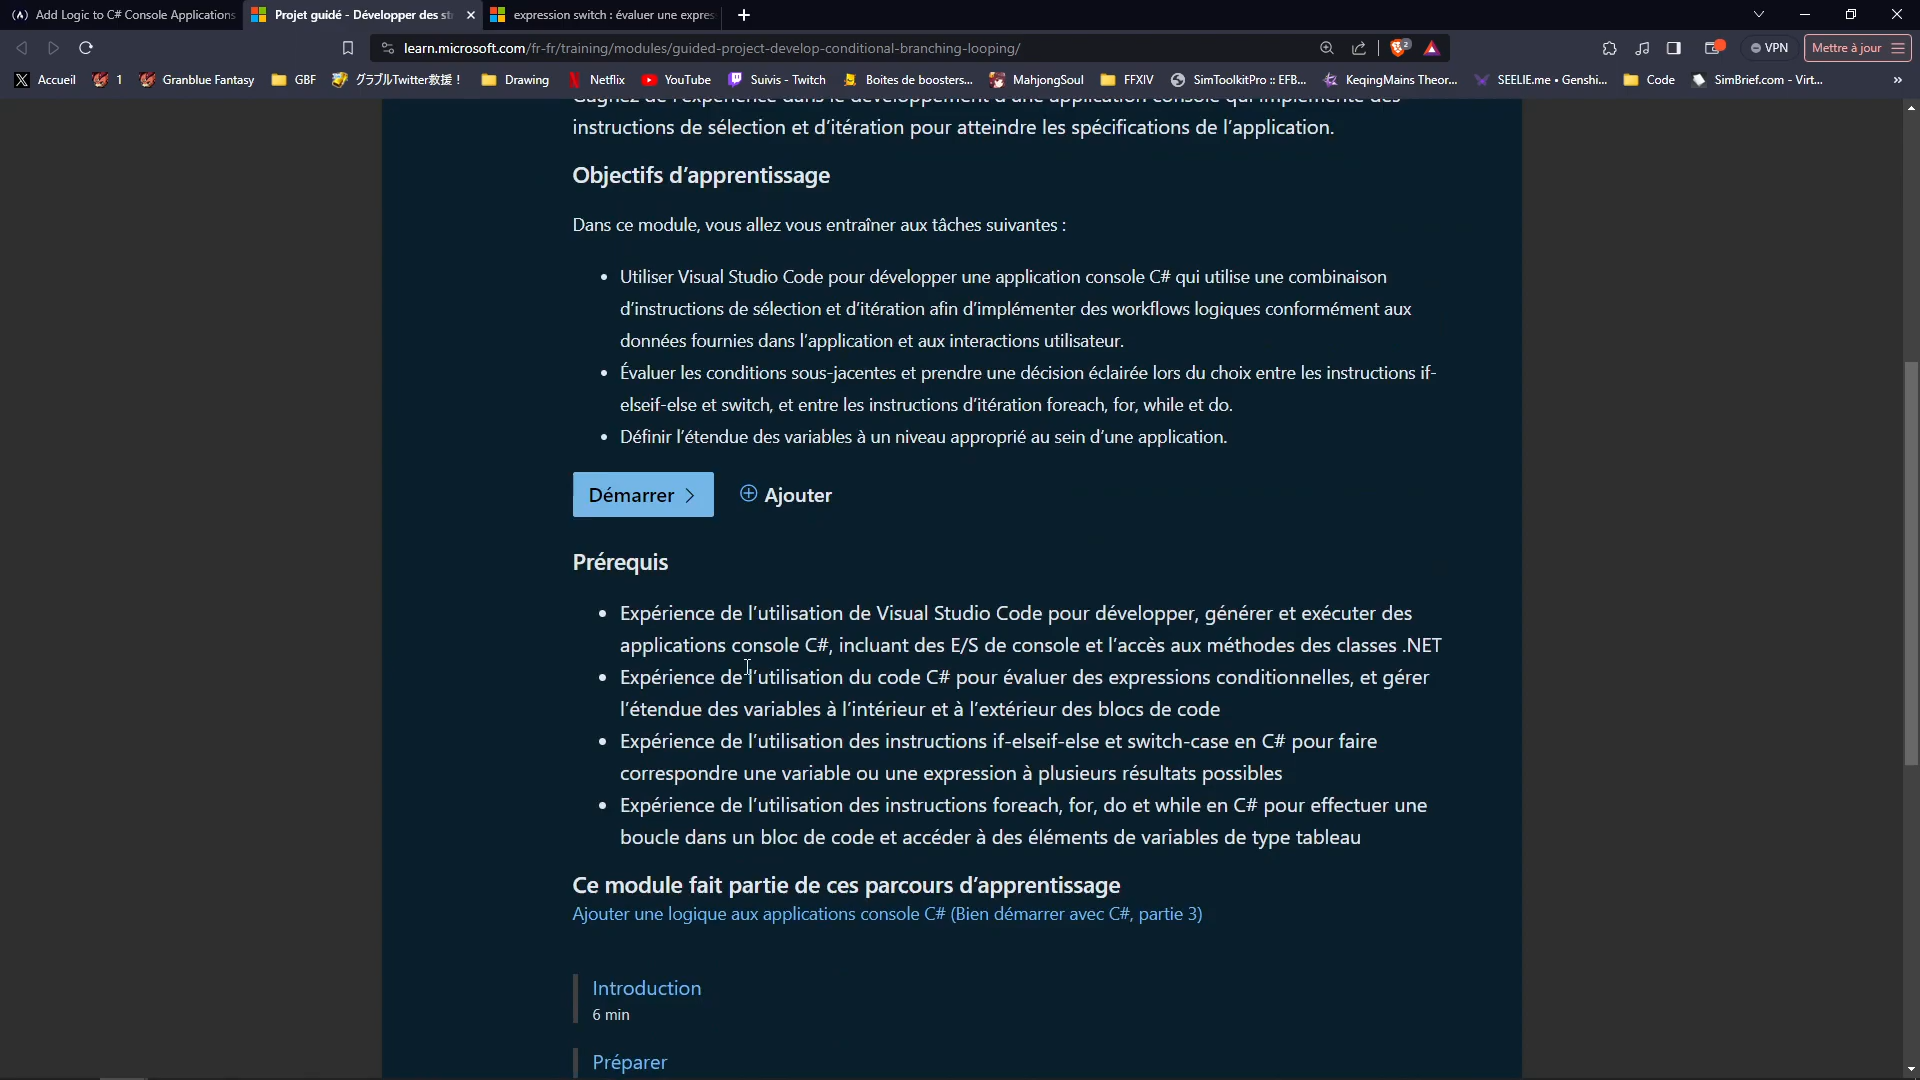 Add Logic to C# Console Applications
Projet guidé - Développer des st
expression switch : évaluer une expres
learn.microsoft.com/fr-fr/training/modules/guided-project-develop-conditional-branching-looping/
2
VPN
Mettre à jour
Accueil
1
Granblue Fantasy
GBF
グラブルTwitter救援！
Drawing
Netflix
YouTube
Suivis - Twitch
Boites de boosters...
MahjongSoul
FFXIV
SimToolkitPro :: EFB...
KeqingMains Theor...
SEELIE.me • Genshi...
Code
SimBrief.com - Virt...
»
Gagnez de l'expérience dans le développement d'une application console qui implémente des
instructions de sélection et d'itération pour atteindre les spécifications de l'application.
Objectifs d'apprentissage
Dans ce module, vous allez vous entraîner aux tâches suivantes :
• Utiliser Visual Studio Code pour développer une application console C# qui utilise une combinaison
d'instructions de sélection et d'itération afin d'implémenter des workflows logiques conformément aux
données fournies dans l'application et aux interactions utilisateur.
• Évaluer les conditions sous-jacentes et prendre une décision éclairée lors du choix entre les instructions if-
elseif-else et switch, et entre les instructions d'itération foreach, for, while et do.
• Définir l'étendue des variables à un niveau approprié au sein d'une application.
Démarrer >
Ajouter
Prérequis
• Expérience de l'utilisation de Visual Studio Code pour développer, générer et exécuter des
applications console C#, incluant des E/S de console et l'accès aux méthodes des classes .NET
• Expérience de l'utilisation du code C# pour évaluer des expressions conditionnelles, et gérer
l'étendue des variables à l'intérieur et à l'extérieur des blocs de code
• Expérience de l'utilisation des instructions if-elseif-else et switch-case en C# pour faire
correspondre une variable ou une expression à plusieurs résultats possibles
• Expérience de l'utilisation des instructions foreach, for, do et while en C# pour effectuer une
boucle dans un bloc de code et accéder à des éléments de variables de type tableau
Ce module fait partie de ces parcours d'apprentissage
Ajouter une logique aux applications console C# (Bien démarrer avec C#, partie 3)
Introduction
6 min
Préparer